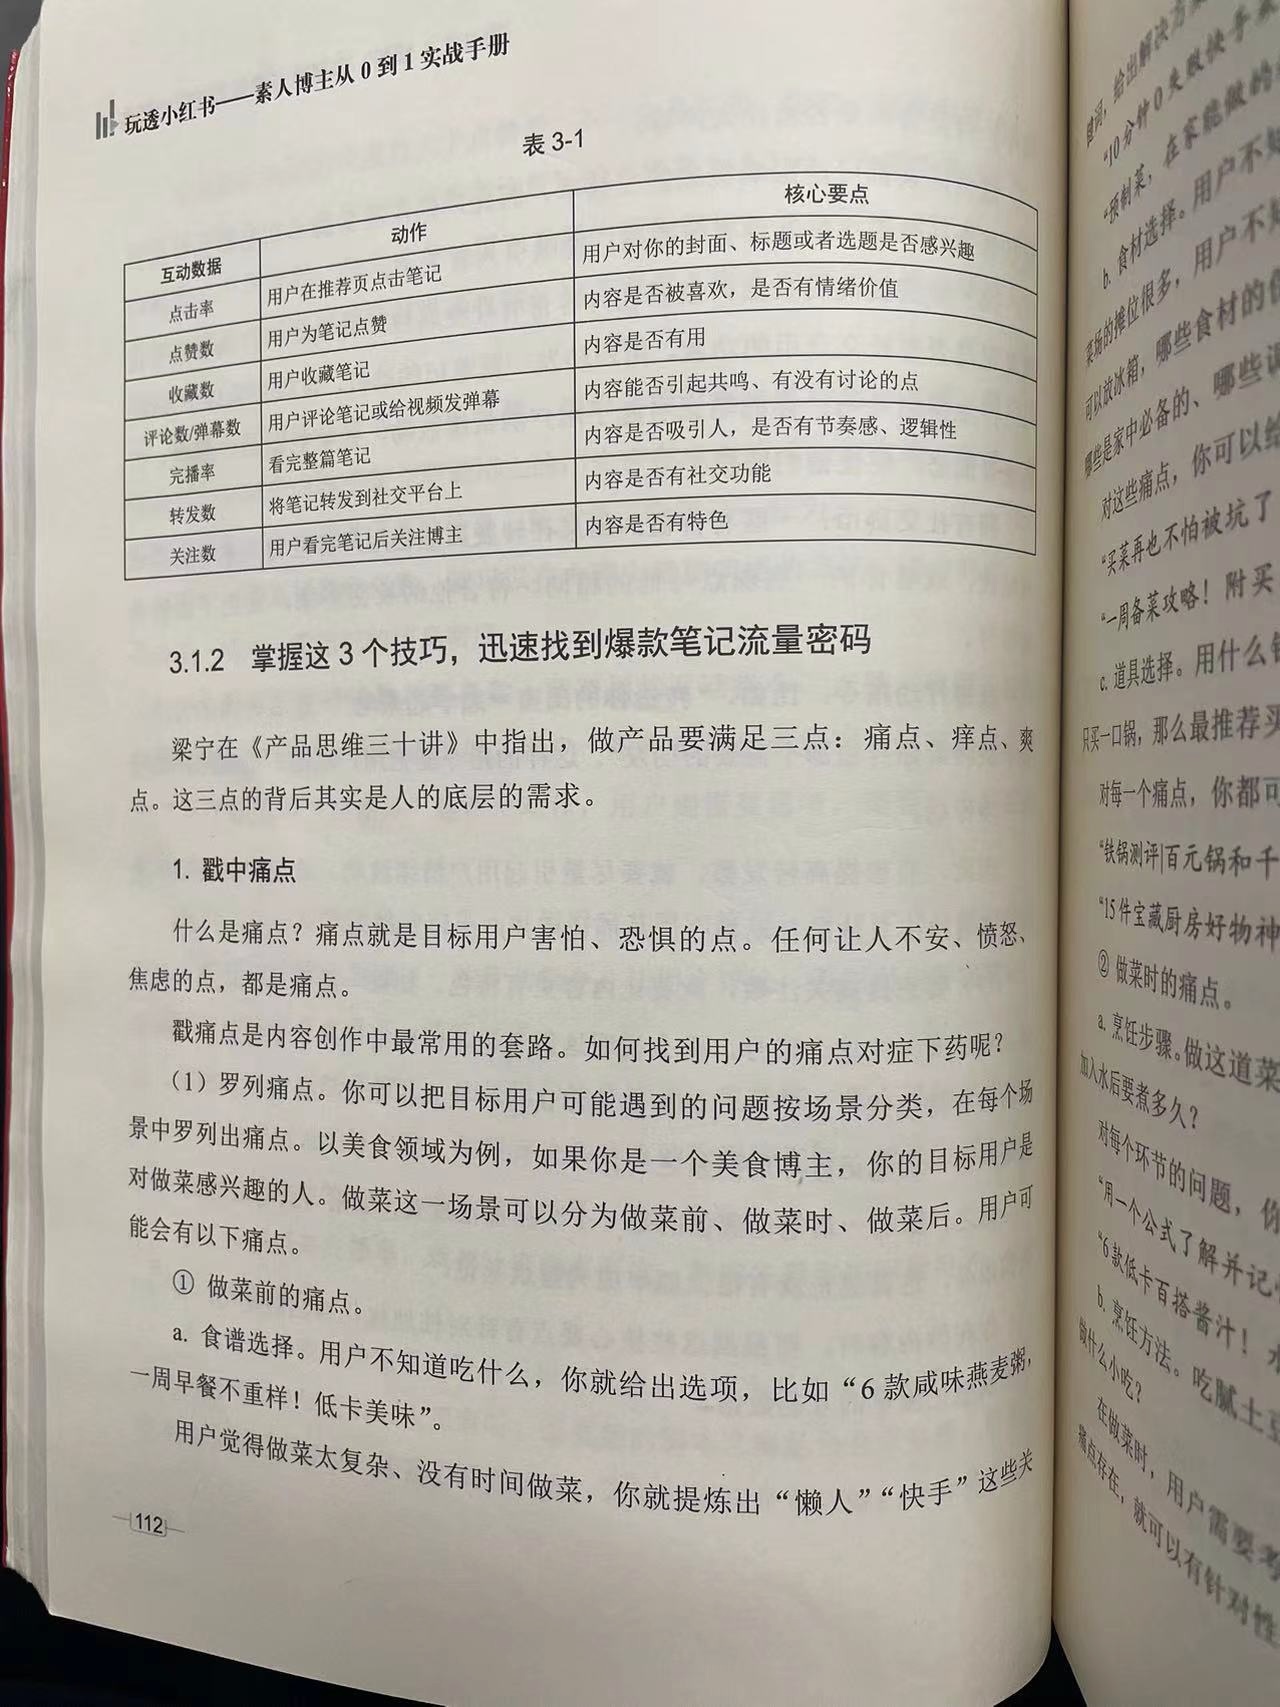 玩透小红书——素人博主从0到1实战手册
表 3-1
互动数据 动作 核心要点
点击率 用户在推荐页点击笔记 用户对你的封面、标题或者选题是否感兴趣
点赞数 用户为笔记点赞 内容是否被喜欢，是否有情绪价值
收藏数 用户收藏笔记 内容是否有用
评论数/弹幕数 用户评论笔记或给视频发弹幕 内容能否引起共鸣、有没有讨论的点
完播率 看完整篇笔记 内容是否吸引人，是否有节奏感、逻辑性
转发数 将笔记转发到社交平台上 内容是否有社交功能
关注数 用户看完笔记后关注博主 内容是否有特色
3.1.2 掌握这3个技巧，迅速找到爆款笔记流量密码
梁宁在《产品思维三十讲》中指出，做产品要满足三点：痛点、痒点、爽
点。这三点的背后其实是人的底层的需求。
1. 戳中痛点
什么是痛点？痛点就是目标用户害怕、恐惧的点。任何让人不安、愤怒、
焦虑的点，都是痛点。
戳痛点是内容创作中最常用的套路。如何找到用户的痛点对症下药呢？
（1）罗列痛点。你可以把目标用户可能遇到的问题按场景分类，在每个场
景中罗列出痛点。以美食领域为例，如果你是一个美食博主，你的目标用户是
对做菜感兴趣的人。做菜这一场景可以分为做菜前、做菜时、做菜后。用户可
能会有以下痛点。
① 做菜前的痛点。
a. 食谱选择。用户不知道吃什么，你就给出选项，比如“6款咸味燕麦粥，
一周早餐不重样！低卡美味”。
用户觉得做菜太复杂、没有时间做菜，你就提炼出“懒人”“快手”这些关
112
键词，给出解决方案
“10分钟0失败快手
“预制菜，在家能做的
b. 食材选择。用户不知
菜场的摊位很多，用户不知
可以放冰箱，哪些食材的
哪些是家中必备的、哪些调
对这些痛点，你可以给
“买菜再也不怕被坑了
“一周备菜攻略！附买
c. 道具选择。用什么锅
只买一口锅，那么最推荐买
对每一个痛点，你都可
“铁锅测评|百元锅和千
“15件宝藏厨房好物神
② 做菜时的痛点。
a. 烹饪步骤。做这道菜
加入水后要煮多久？
对每个环节的问题，你
“用一个公式了解并记
“6款低卡百搭酱汁！
b. 烹饪方法。吃腻土豆
做什么小吃？
在做菜时，用户需要考
痛点存在，就可以有针对性